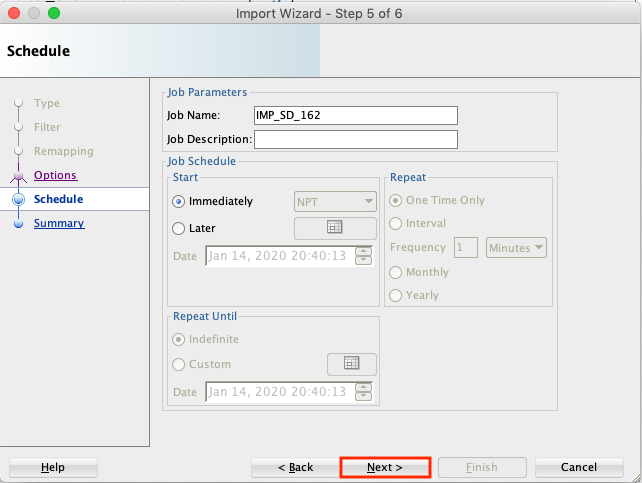 Import Wizard - Step 5 of 6
Schedule
Type
Filter
Remapping
Options
Schedule
Summary
Job Parameters
Job Name: IMP_SD_162
Job Description:
Job Schedule
Start
Immediately NPT
Later
Date Jan 14, 2020 20:40:13
Repeat
One Time Only
Interval
Frequency 1 Minutes
Monthly
Yearly
Repeat Until
Indefinite
Custom
Date Jan 14, 2020 20:40:13
Help < Back Next > Finish Cancel